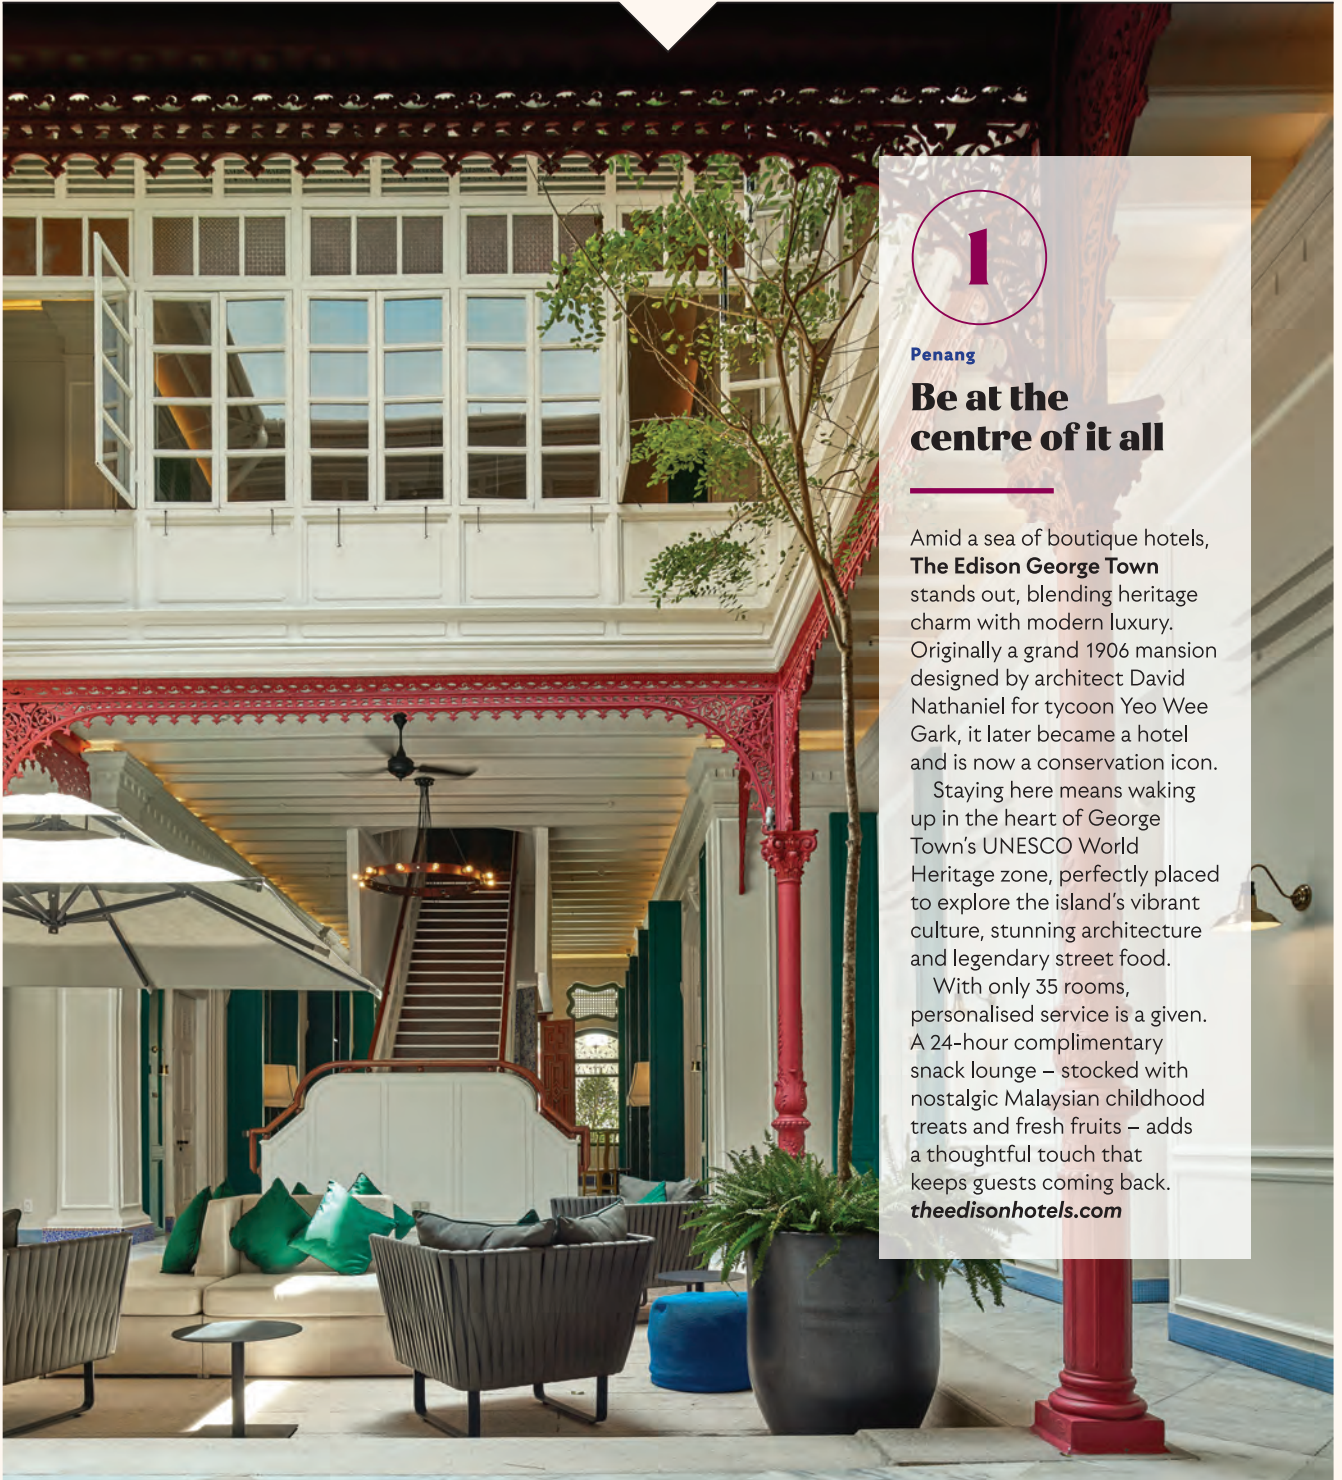 1
Penang
Be at the
centre of it all
Amid a sea of boutique hotels,
The Edison George Town
stands out, blending heritage
charm with modern luxury.
Originally a grand 1906 mansion
designed by architect David
Nathaniel for tycoon Yeo Wee
Gark, it later became a hotel
and is now a conservation icon.
Staying here means waking
up in the heart of George
Town's UNESCO World
Heritage zone, perfectly placed
to explore the island's vibrant
culture, stunning architecture
and legendary street food.
With only 35 rooms,
personalised service is a given.
A 24-hour complimentary
snack lounge – stocked with
nostalgic Malaysian childhood
treats and fresh fruits – adds
a thoughtful touch that
keeps guests coming back.
theedisonhotels.com